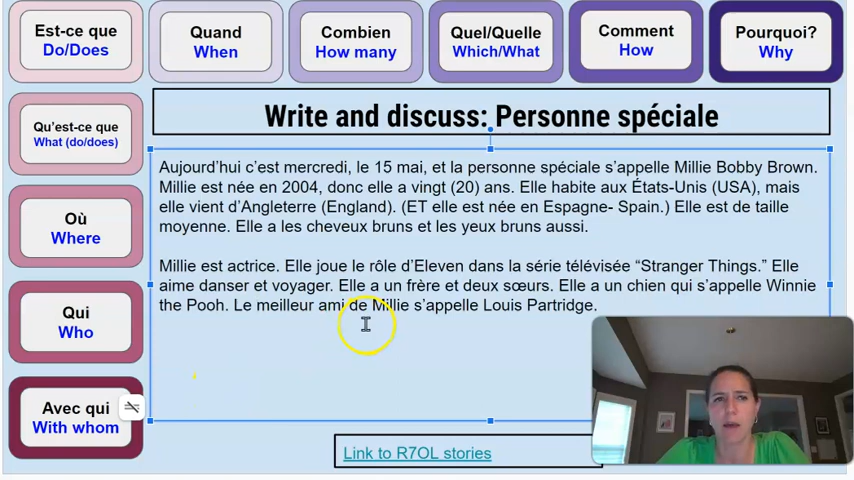 Est-ce que
Do/Does
Quand
When
Combien
How many
Quel/Quelle
Which/What
Comment
How
Pourquoi?
Why
Qu'est-ce que
What (do/does)
Où
Where
Qui
Who
Avec qui
With whom
Write and discuss: Personne spéciale
Aujourd'hui c'est mercredi, le 15 mai, et la personne spéciale s'appelle Millie Bobby Brown.
Millie est née en 2004, donc elle a vingt (20) ans. Elle habite aux États-Unis (USA), mais
elle vient d'Angleterre (England). (ET elle est née en Espagne- Spain.) Elle est de taille
moyenne. Elle a les cheveux bruns et les yeux bruns aussi.
Millie est actrice. Elle joue le rôle d'Eleven dans la série télévisée “Stranger Things.” Elle
aime danser et voyager. Elle a un frère et deux sœurs. Elle a un chien qui s'appelle Winnie
the Pooh. Le meilleur ami de Millie s'appelle Louis Partridge.
Link to R7OL stories